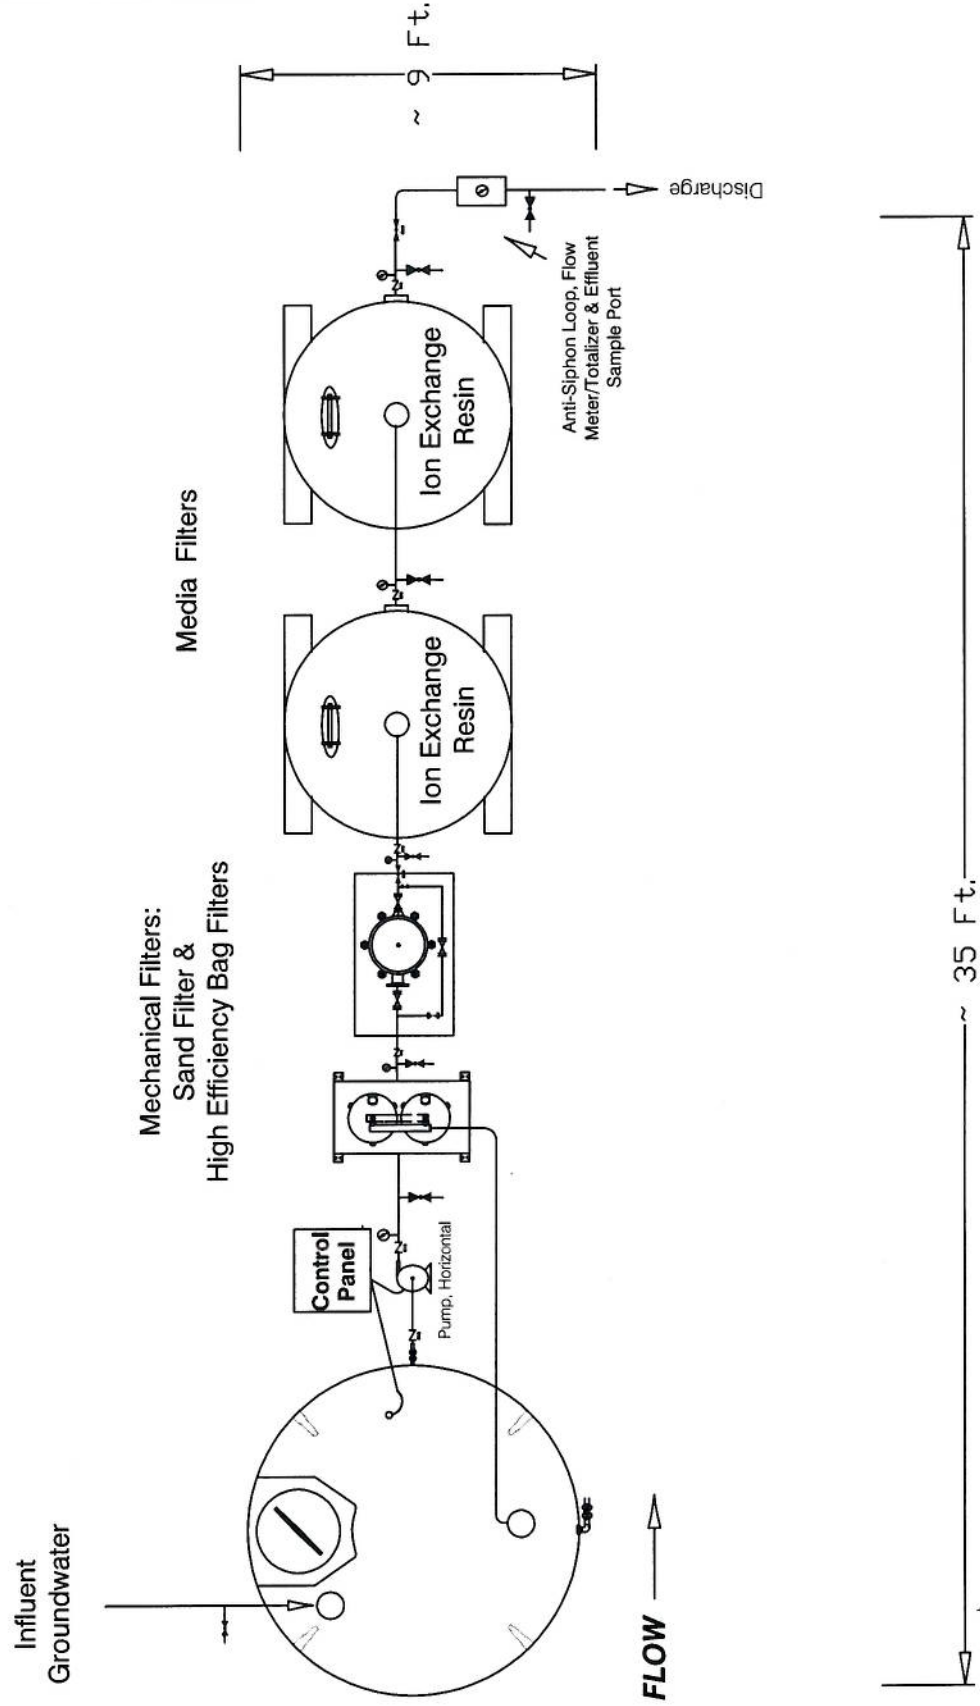 Influent
Groundwater
Mechanical Filters:
Sand Filter &
High Efficiency Bag Filters
Media Filters
~ 9 Ft.
Control
Panel
Pump, Horizontal
Ion Exchange
Resin
Ion Exchange
Resin
Anti-Siphon Loop, Flow
Meter/Totalizer & Effluent
Sample Port
Discharge
FLOW
~ 35 Ft.